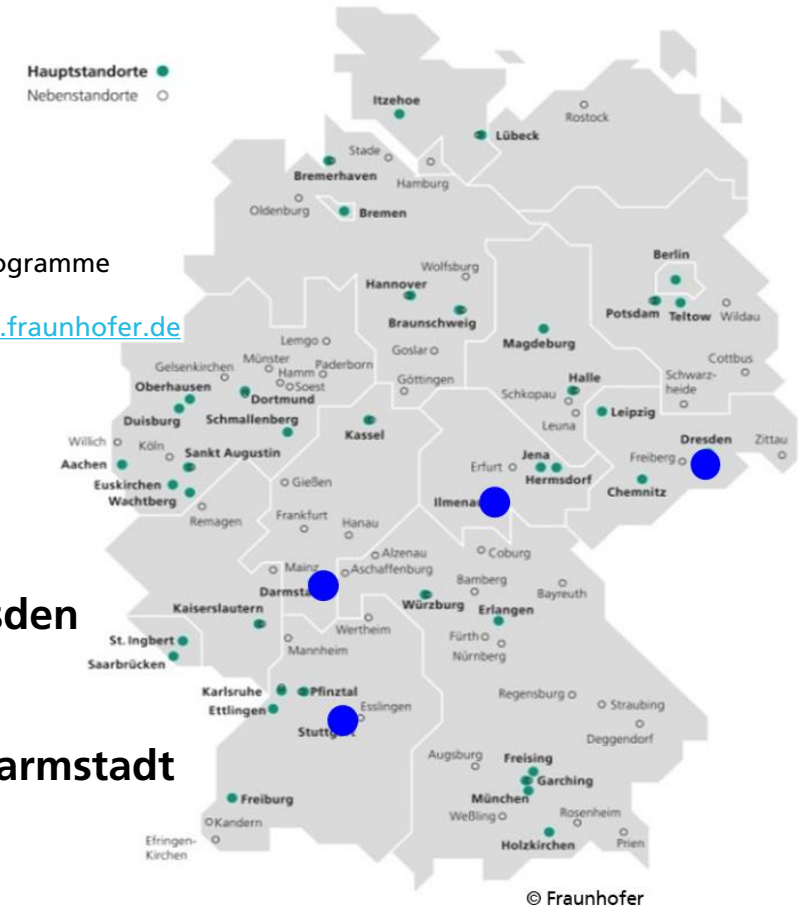 Hauptstandorte
Nebenstandorte
Itzehoe
Rostock
Lübeck
Stade
Bremerhaven
Hamburg
Oldenburg
Bremen
ogramme
Berlin
Wolfsburg
Hannover
Potsdam
Teltow
Wildau
Braunschweig
.fraunhofer.de
Magdeburg
Lemgo
Goslar
Cottbus
Münster
Gelsenkirchen
Paderborn
Hamm
Soest
Göttingen
Halle
Schwarz-
heide
Oberhausen
Dortmund
Schkopau
Leipzig
Duisburg
Schmallenberg
Leuna
Kassel
Dresden
Zittau
Willich
Köln
Sankt Augustin
Jena
Freiberg
Aachen
Erfurt
Hermsdorf
Euskirchen
Gießen
Chemnitz
Wachtberg
Ilmenau
Remagen
Frankfurt
Hanau
Alzenau
Coburg
Mainz
Aschaffenburg
Bamberg
Bayreuth
Darmsta
Würzburg
Kaiserslautern
Erlangen
sden
Wertheim
Fürth
St. Ingbert
Mannheim
Nürnberg
Saarbrücken
Karlsruhe
Pfinztal
Regensburg
Straubing
Ettlingen
Esslingen
Stuttgart
Deggendorf
Augsburg
Freising
armstadt
Garching
Freiburg
München
Weßling
Rosenheim
Kandern
Efringen-
Kirchen
Holzkirchen
Prien
© Fraunhofer